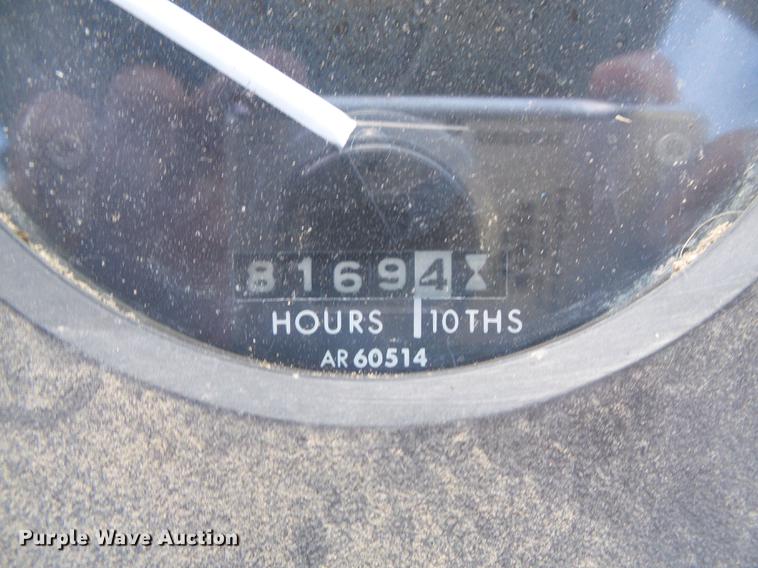 81694
HOURS 10THS
AR60514
Purple Wave Auction